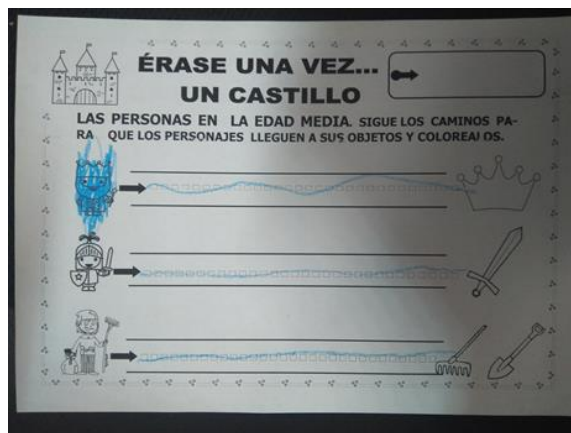 ÉRASE UNA VEZ...
UN CASTILLO
LAS PERSONAS EN LA EDAD MEDIA. SIGUE LOS CAMINOS PA-
RA QUE LOS PERSONAJES LLEGUEN A SUS OBJETOS Y COLOREALOS.